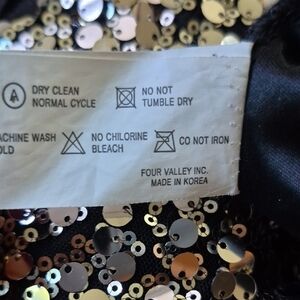 DRY CLEAN NO NOT
NORMAL CYCLE TUMBLE DRY
ACHINE WASH NO CHILORINE CO NOT IRON
OLD BLEACH
FOUR VALLEY INC.
MADE IN KOREA